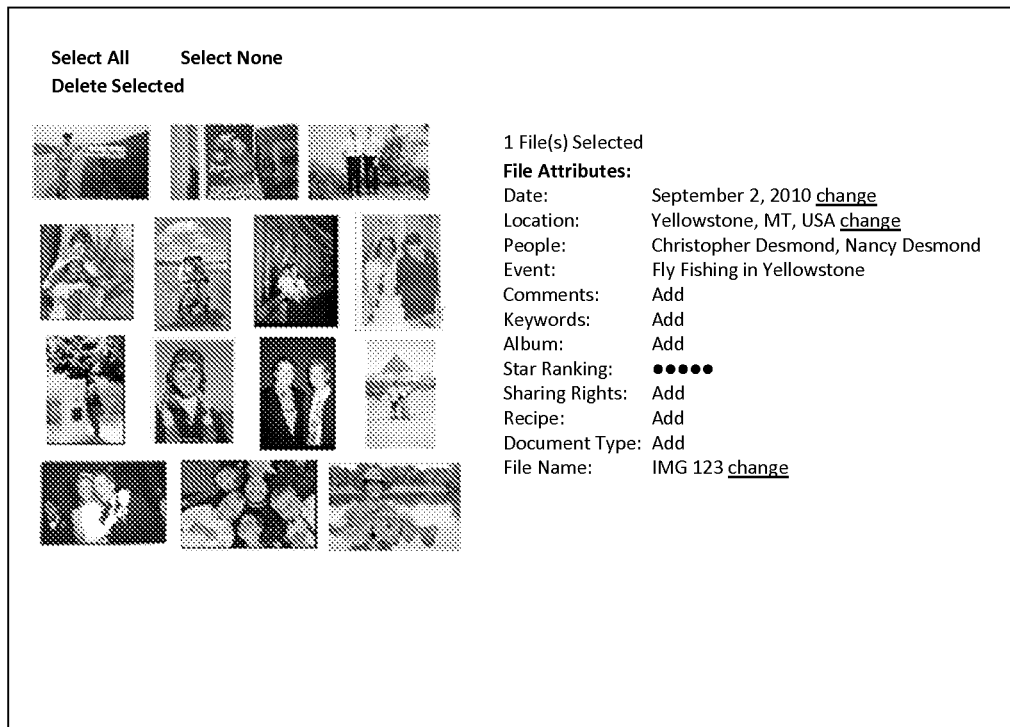 Select All Select None
Delete Selected
1 File(s) Selected
File Attributes:
Date: September 2, 2010 change
Location: Yellowstone, MT, USA change
People: Christopher Desmond, Nancy Desmond
Event: Fly Fishing in Yellowstone
Comments: Add
Keywords: Add
Album: Add
Star Ranking: ●●●●●
Sharing Rights: Add
Recipe: Add
Document Type: Add
File Name: IMG 123 change